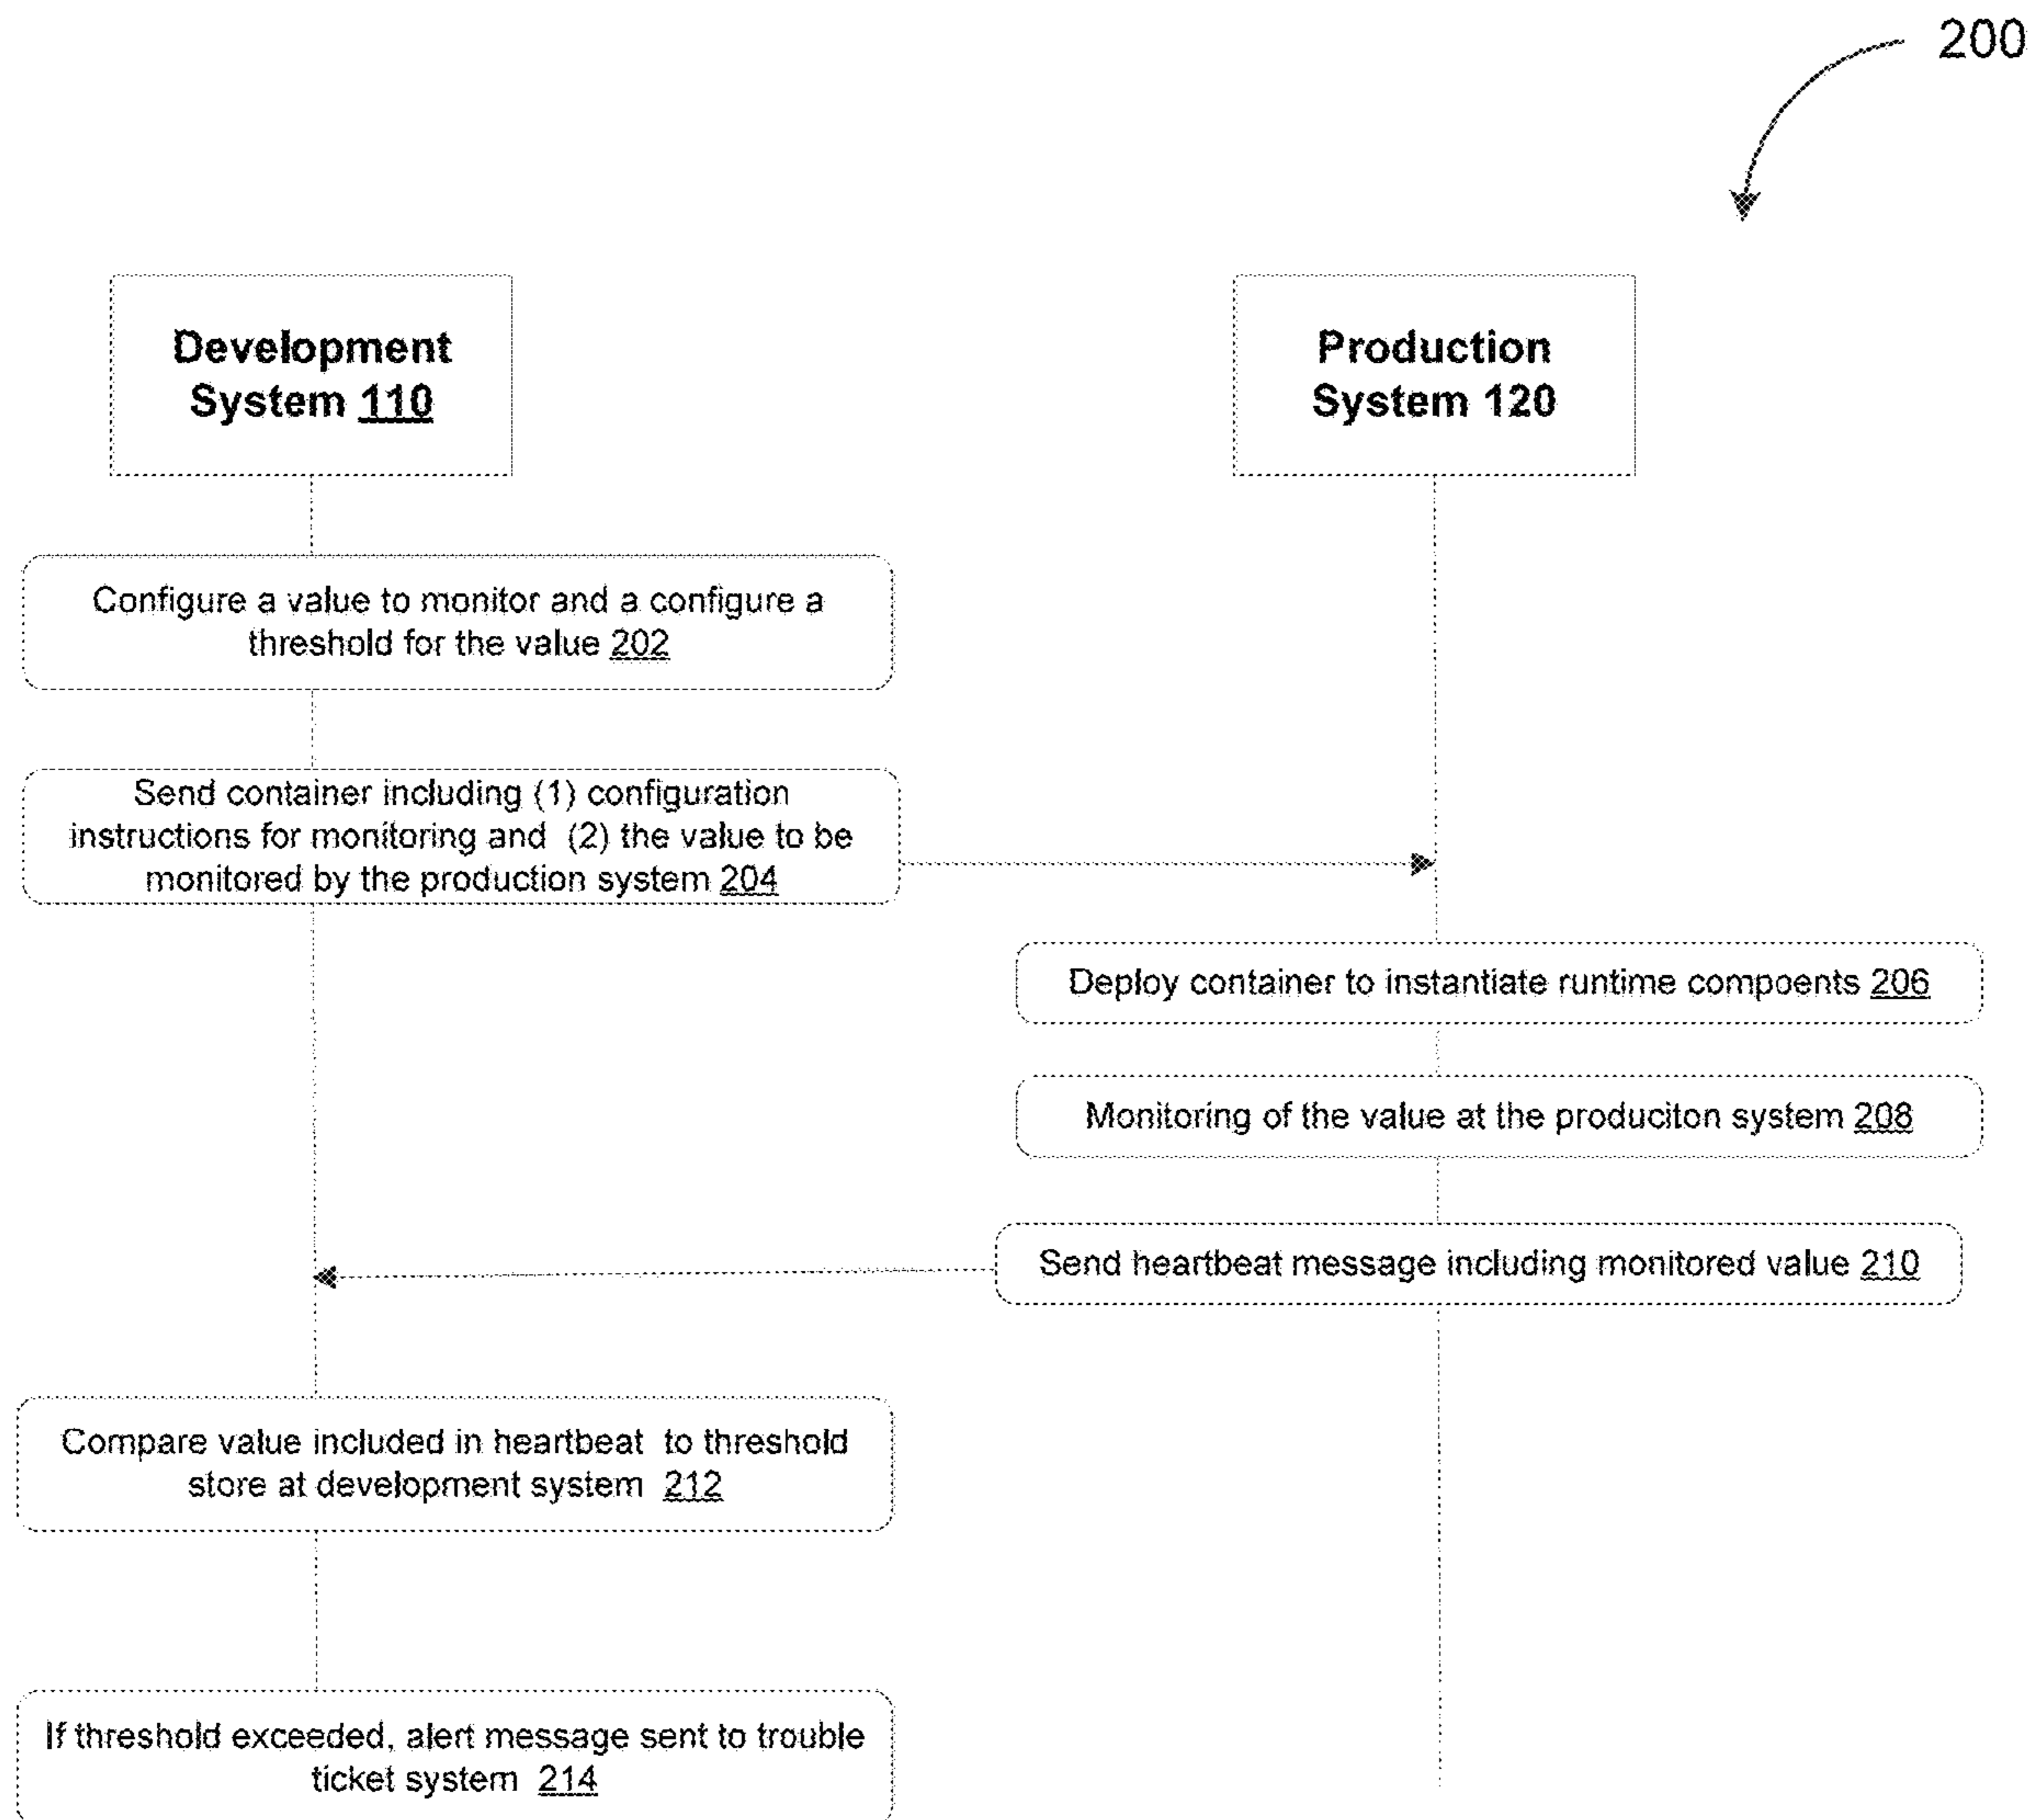 200
Development
System 110
Production
System 120
Configure a value to monitor and a configure a
threshold for the value 202
Send container including (1) configuration
instructions for monitoring and (2) the value to be
monitored by the production system 204
Deploy container to instantiate runtime compoents 206
Monitoring of the value at the produciton system 208
Send heartbeat message including monitored value 210
Compare value included in heartbeat to threshold
store at development system 212
If threshold exceeded, alert message sent to trouble
ticket system 214